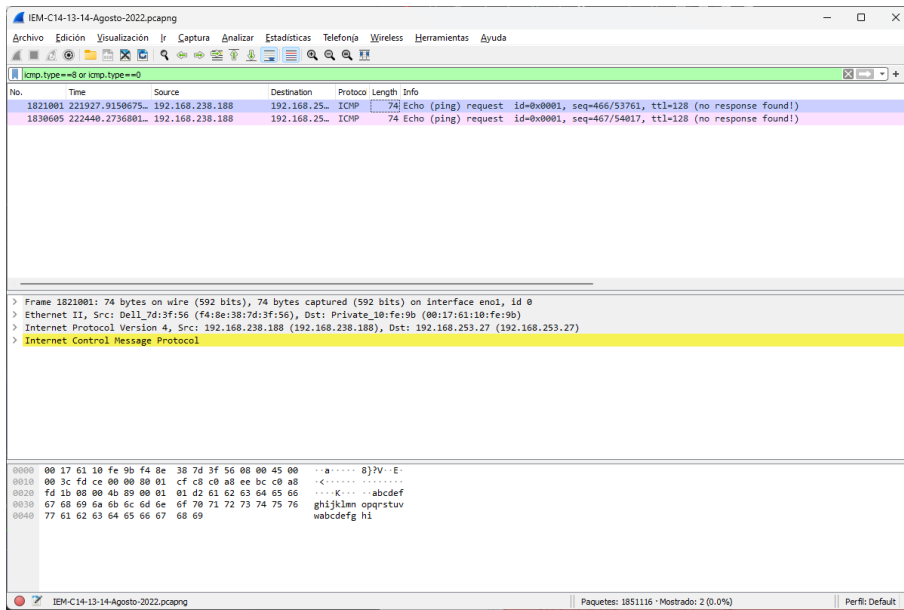 IEM-C14-13-14-Agosto-2022.pcapng
Archivo Edición Visualización Ir Captura Analizar Estadísticas Telefonía Wireless Herramientas Ayuda
icmp.type==8 or icmp.type==0
No. Time Source Destination Protocol Length Info
1821001 221927.9150675… 192.168.238.188 192.168.25… ICMP 74 Echo (ping) request id=0x0001, seq=466/53761, ttl=128 (no response found!)
1830605 222440.2736801… 192.168.238.188 192.168.25… ICMP 74 Echo (ping) request id=0x0001, seq=467/54017, ttl=128 (no response found!)
> Frame 1821001: 74 bytes on wire (592 bits), 74 bytes captured (592 bits) on interface eno1, id 0
> Ethernet II, Src: Dell_7d:3f:56 (f4:8e:38:7d:3f:56), Dst: Private_10:fe:9b (00:17:61:10:fe:9b)
> Internet Protocol Version 4, Src: 192.168.238.188 (192.168.238.188), Dst: 192.168.253.27 (192.168.253.27)
> Internet Control Message Protocol
0000 00 17 61 10 fe 9b f4 8e 38 7d 3f 56 08 00 45 00 ··a····· 8}?V··E·
0010 00 3c fd ce 00 00 80 01 cf c8 c0 a8 ee bc c0 a8 ·<······ ········
0020 fd 1b 08 00 4b 89 00 01 01 d2 61 62 63 64 65 66 ····K··· ··abcdef
0030 67 68 69 6a 6b 6c 6d 6e 6f 70 71 72 73 74 75 76 ghijklmn opqrstuv
0040 77 61 62 63 64 65 66 67 68 69 wabcdefg hi
IEM-C14-13-14-Agosto-2022.pcapng Paquetes: 1851116 · Mostrado: 2 (0.0%) Perfil: Default